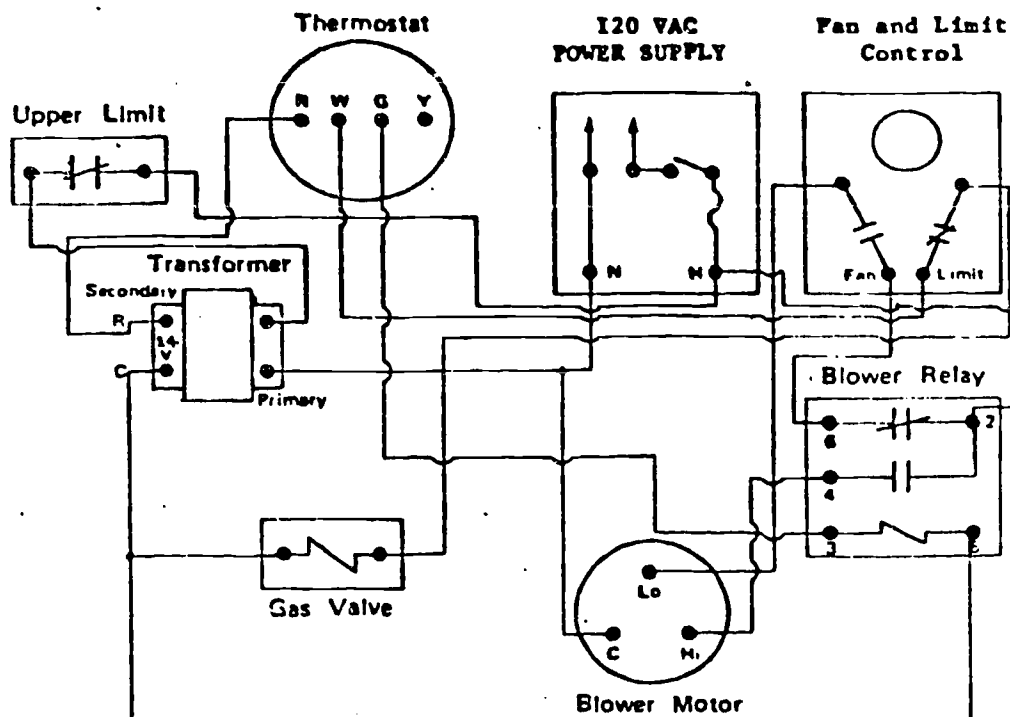 Thermostat
120 VAC
POWER SUPPLY
Fan and Limit
Control
Upper Limit
R W G Y
Transformer
Secondary
R
24
V
C
Primary
N
H
Fan
Limit
Blower Relay
6
2
4
3
Gas Valve
Lo
C
Hi
Blower Motor